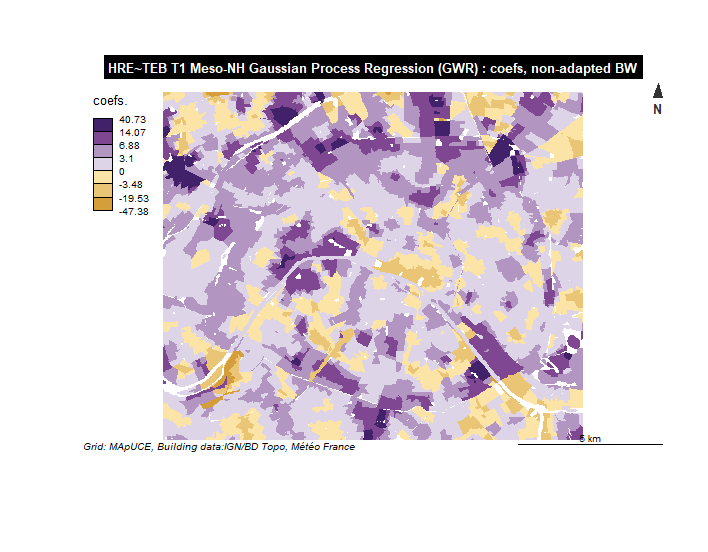 HRE~TEB T1 Meso-NH Gaussian Process Regression (GWR) : coefs, non-adapted BW
N
coefs.
40.73
14.07
6.88
3.1
0
-3.48
-19.53
-47.38
5 km
Grid: MApUCE, Building data:IGN/BD Topo, Météo France